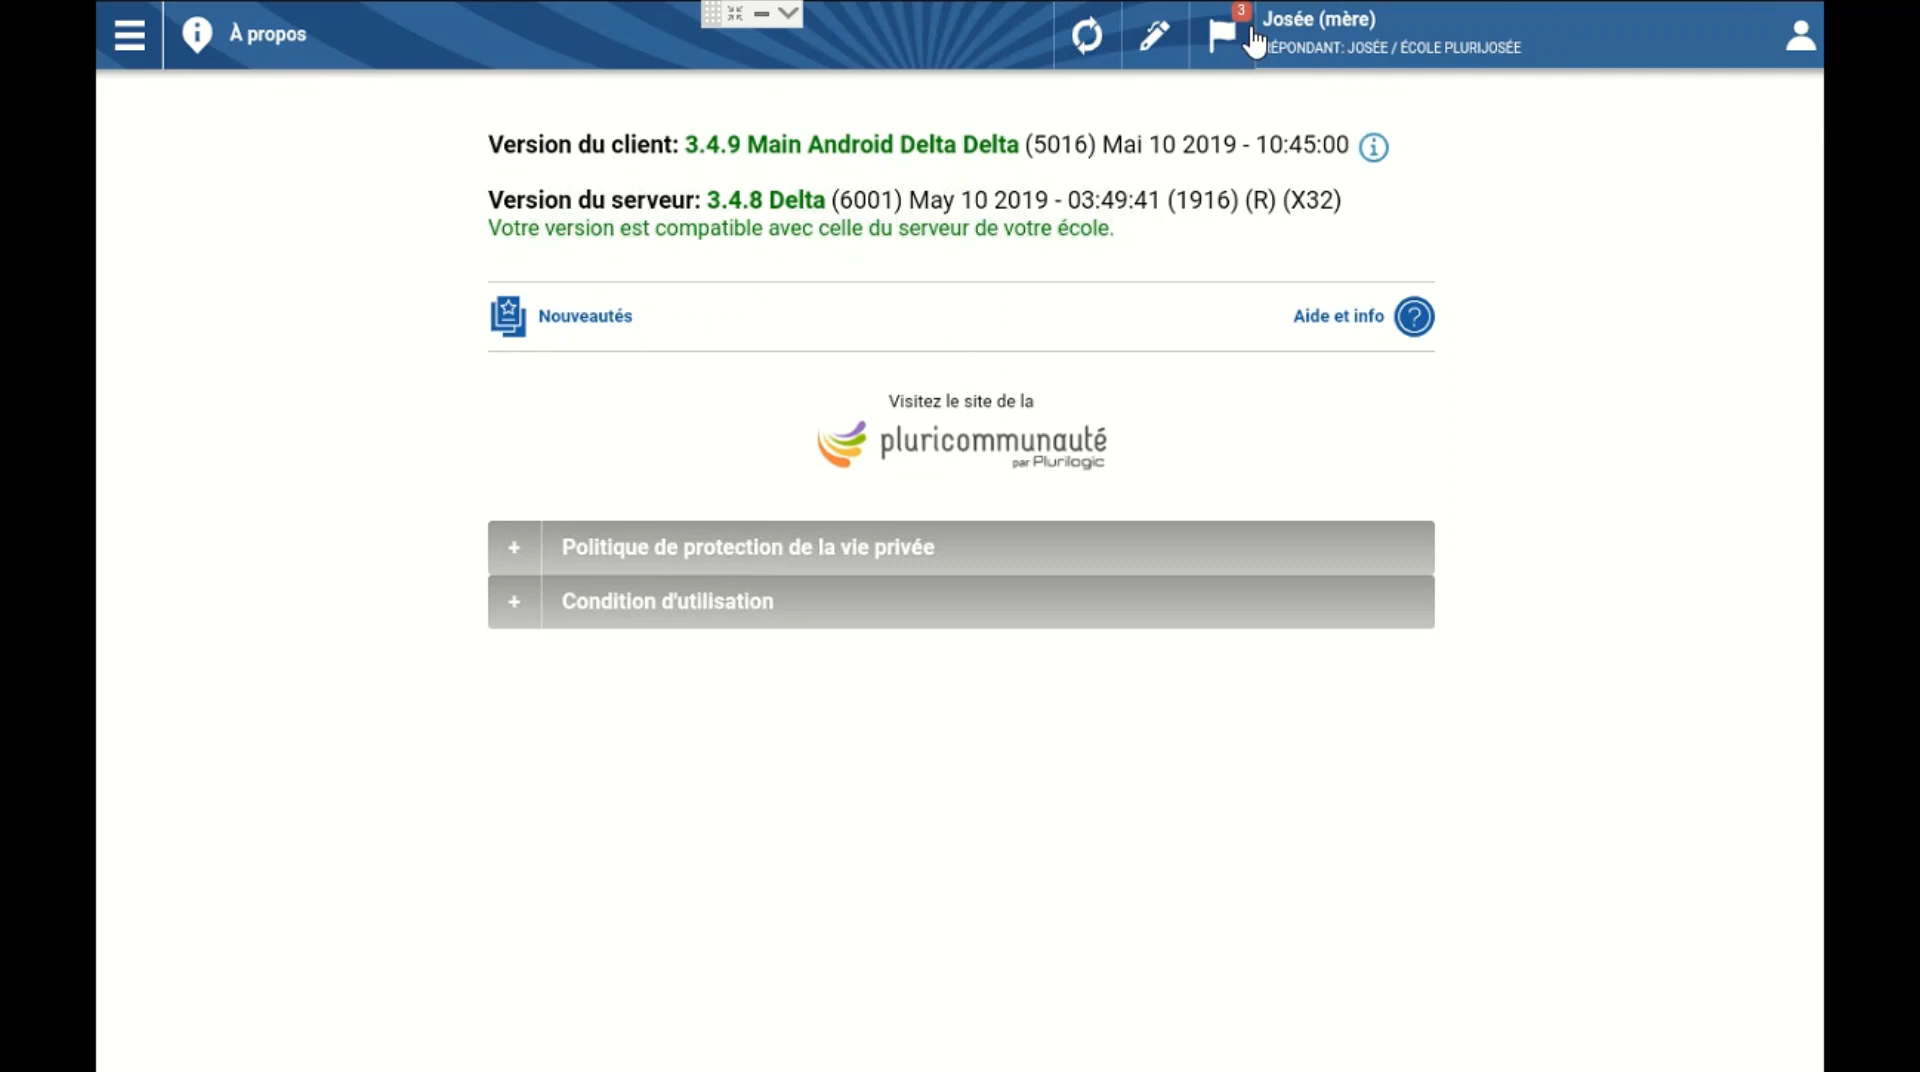 À propos
3
Josée (mère)
RÉPONDANT: JOSÉE / ÉCOLE PLURIJOSÉE
Version du client: 3.4.9 Main Android Delta Delta (5016) Mai 10 2019 - 10:45:00
Version du serveur: 3.4.8 Delta (6001) May 10 2019 - 03:49:41 (1916) (R) (X32)
Votre version est compatible avec celle du serveur de votre école.
Nouveautés
Aide et info
Visitez le site de la
pluricommunauté
par Plurilogic
+ Politique de protection de la vie privée
+ Condition d'utilisation